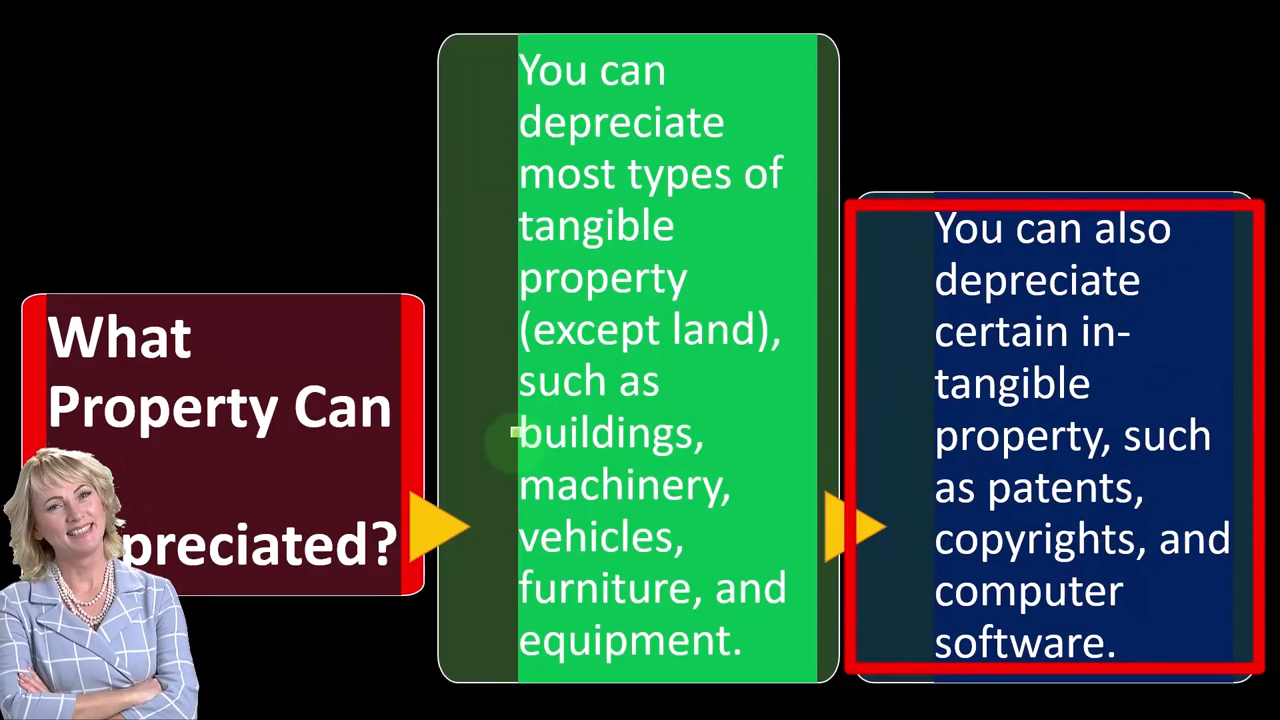 What
Property Can
preciated?
You can
depreciate
most types of
tangible
property
(except land),
such as
buildings,
machinery,
vehicles,
furniture, and
equipment.
You can also
depreciate
certain in-
tangible
property, such
as patents,
copyrights, and
computer
software.